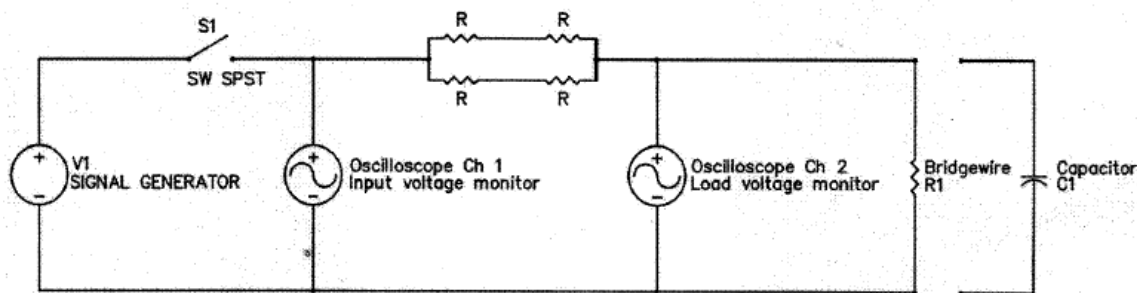 S1
SW SPST
R
R
R
R
V1
SIGNAL GENERATOR
Oscilloscope Ch 1
Input voltage monitor
Oscilloscope Ch 2
Load voltage monitor
Bridgewire
R1
Capacitor
C1